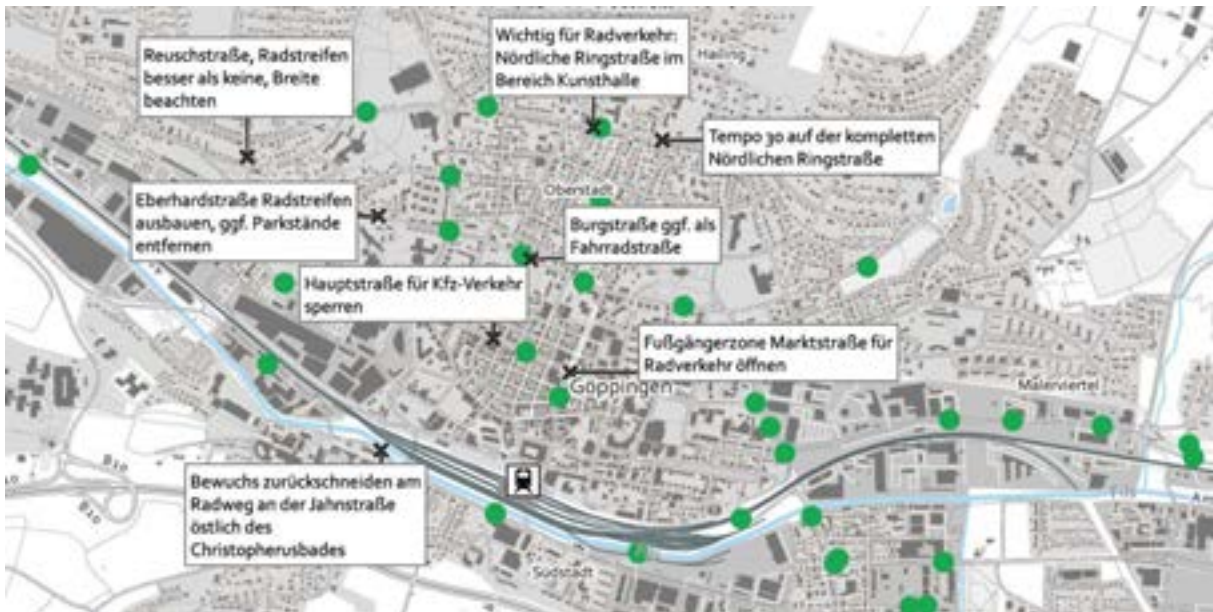 Reuschstraße, Radstreifen
besser als keine, Breite
beachten
Wichtig für Radverkehr:
Nördliche Ringstraße im
Bereich Kunsthalle
Hailing
Tempo 30 auf der kompletten
Nördlichen Ringstraße
Eberhardstraße Radstreifen
ausbauen, ggf. Parkstände
entfernen
Oberstadt
Burgstraße ggf. als
Fahrradstraße
Hauptstraße für Kfz-Verkehr
sperren
Fußgängerzone Marktstraße für
Radverkehr öffnen
Göppingen
Malerviertel
B10
B10
Bewuchs zurückschneiden am
Radweg an der Jahnstraße
östlich des
Christopherusbades
Fils
Südstadt